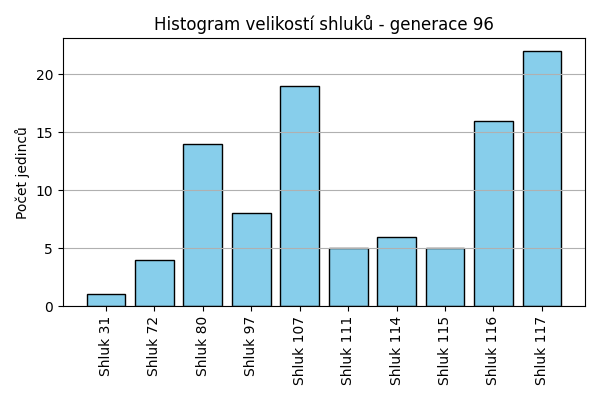 Histogram velikostí shluků - generace 96
Počet jedinců
20
15
10
5
0
Shluk 31
Shluk 72
Shluk 80
Shluk 97
Shluk 107
Shluk 111
Shluk 114
Shluk 115
Shluk 116
Shluk 117